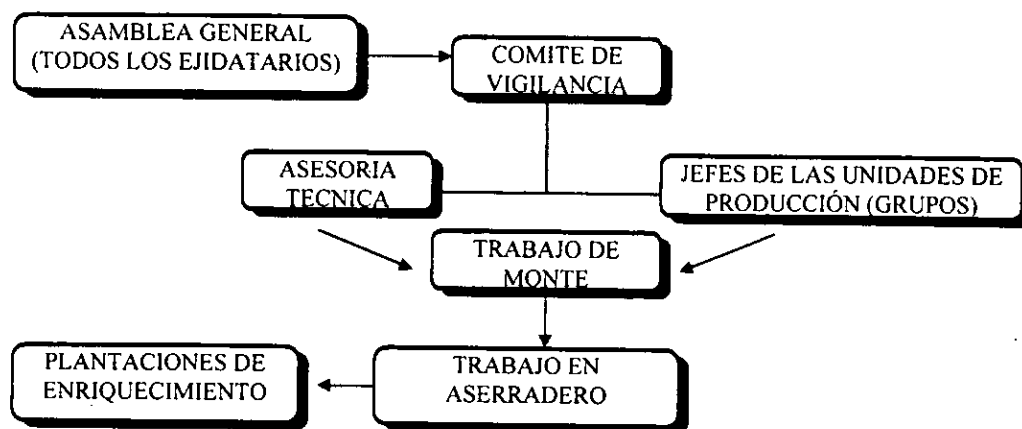 ASAMBLEA GENERAL
(TODOS LOS EJIDATARIOS)
COMITE DE
VIGILANCIA
ASESORIA
TECNICA
JEFES DE LAS UNIDADES DE
PRODUCCIÓN (GRUPOS)
TRABAJO DE
MONTE
PLANTACIONES DE
ENRIQUECIMIENTO
TRABAJO EN
ASERRADERO